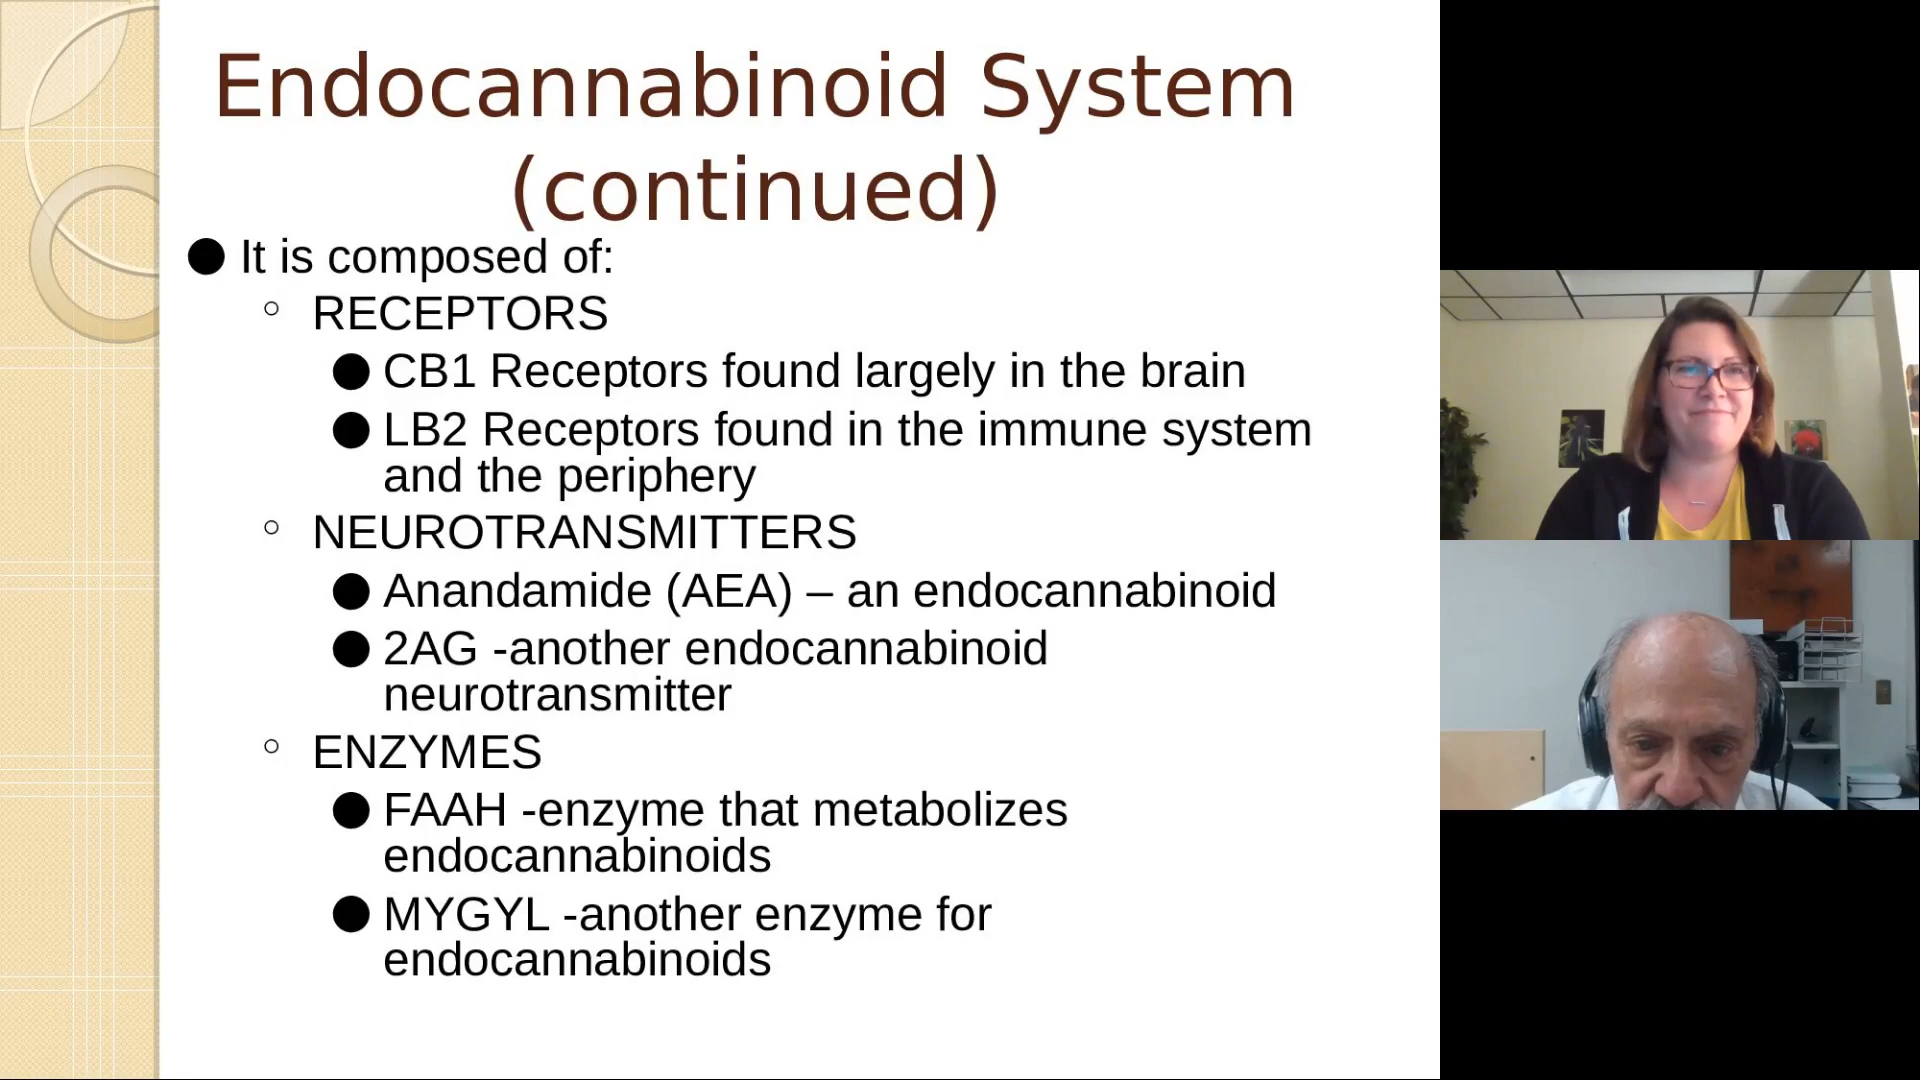 Endocannabinoid System
(continued)
It is composed of:
RECEPTORS
CB1 Receptors found largely in the brain
LB2 Receptors found in the immune system
and the periphery
NEUROTRANSMITTERS
Anandamide (AEA) – an endocannabinoid
2AG -another endocannabinoid
neurotransmitter
ENZYMES
FAAH -enzyme that metabolizes
endocannabinoids
MYGYL -another enzyme for
endocannabinoids